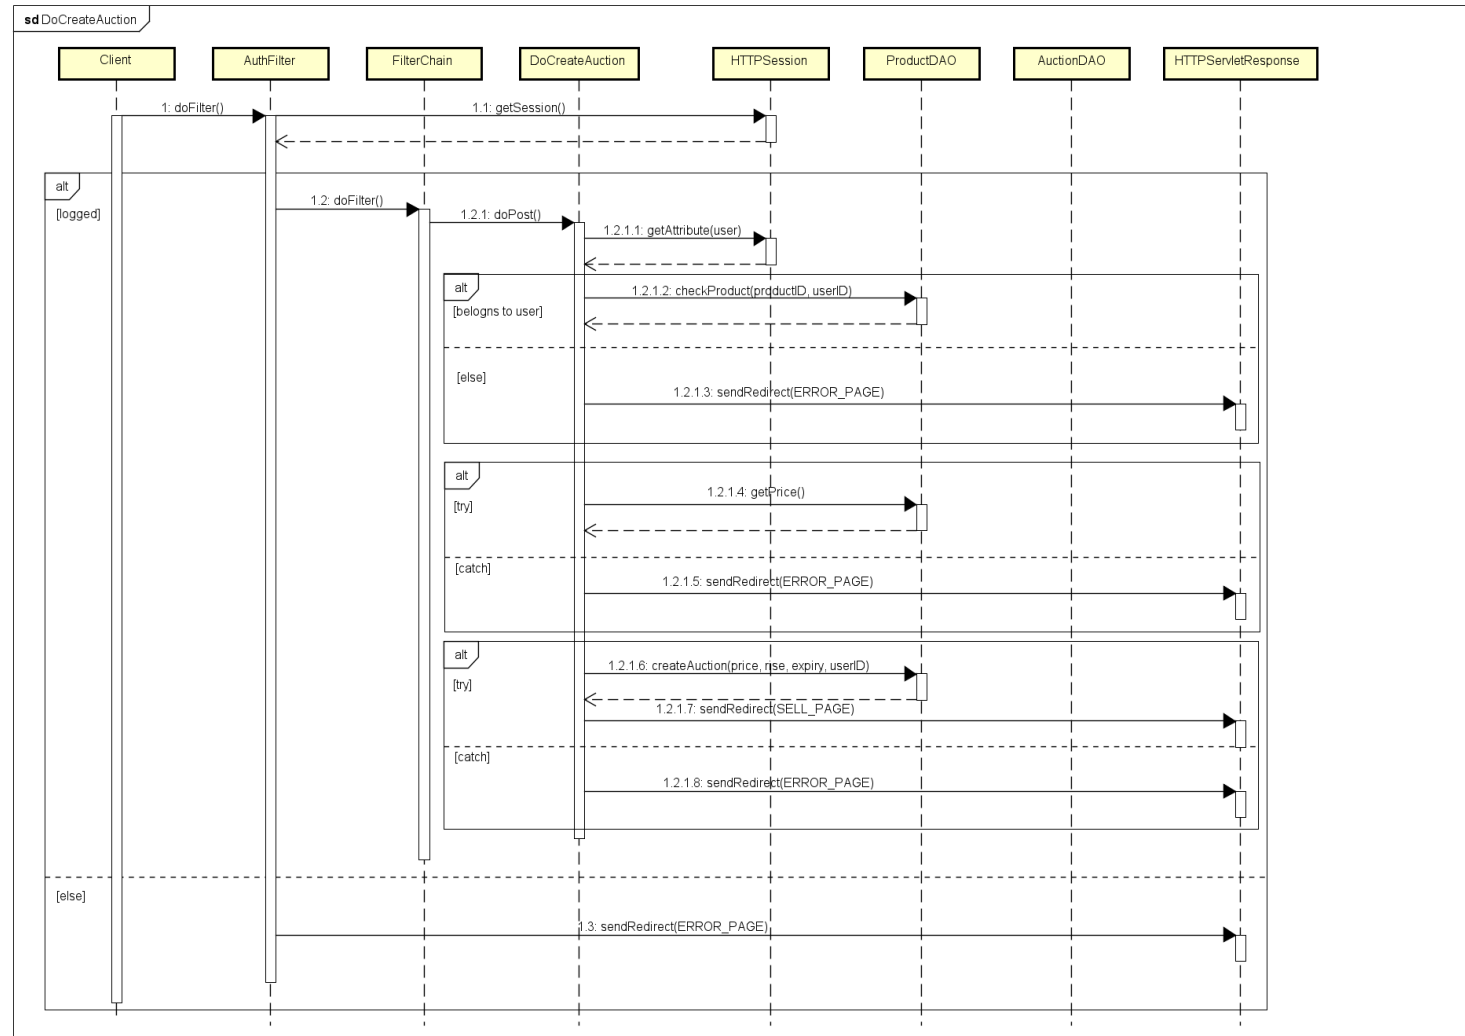 sd DoCreateAuction
Client
AuthFilter
FilterChain
DoCreateAuction
HTTPSession
ProductDAO
AuctionDAO
HTTPServletResponse
1: doFilter()
1.1: getSession()
alt
[logged]
1.2: doFilter()
1.2.1: doPost()
1.2.1.1: getAttribute(user)
alt
[belogns to user]
1.2.1.2: checkProduct(productID, userID)
[else]
1.2.1.3: sendRedirect(ERROR_PAGE)
alt
[try]
1.2.1.4: getPrice()
[catch]
1.2.1.5: sendRedirect(ERROR_PAGE)
alt
[try]
1.2.1.6: createAuction(price, rise, expiry, userID)
1.2.1.7: sendRedirect(SELL_PAGE)
[catch]
1.2.1.8: sendRedirect(ERROR_PAGE)
[else]
1.3: sendRedirect(ERROR_PAGE)